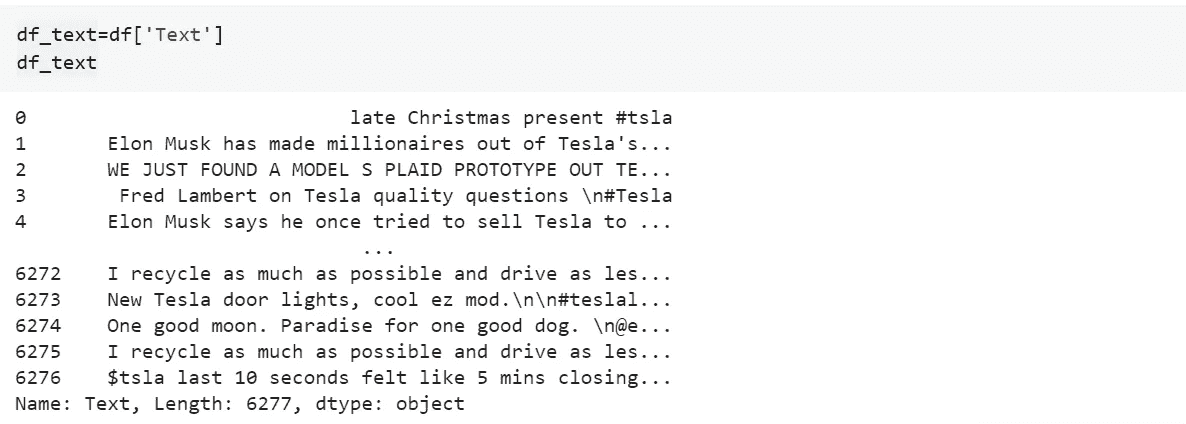 df_text=df['Text']
df_text
0 late Christmas present #tsla
1 Elon Musk has made millionaires out of Tesla's...
2 WE JUST FOUND A MODEL S PLAID PROTOTYPE OUT TE...
3 Fred Lambert on Tesla quality questions \n#Tesla
4 Elon Musk says he once tried to sell Tesla to ...
...
6272 I recycle as much as possible and drive as les...
6273 New Tesla door lights, cool ez mod.\n\n#teslal...
6274 One good moon. Paradise for one good dog. \n@e...
6275 I recycle as much as possible and drive as les...
6276 $tsla last 10 seconds felt like 5 mins closing...
Name: Text, Length: 6277, dtype: object